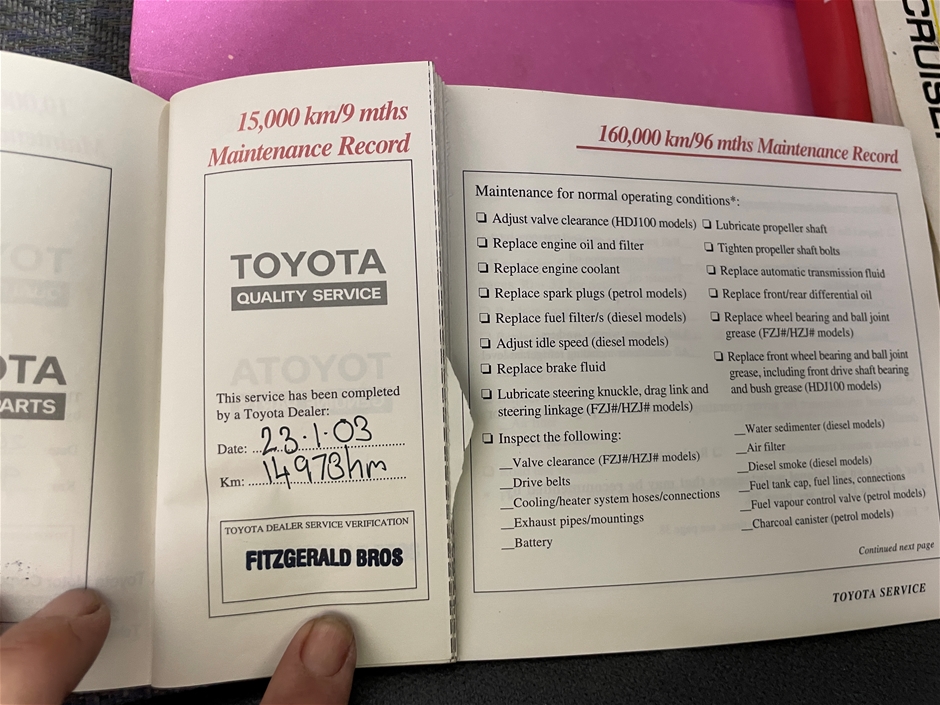 OTA
ARTS
15,000 km/9 mths
Maintenance Record
TOYOTA
QUALITY SERVICE
This service has been completed
by a Toyota Dealer:
Date: 23.1.03
Km: 14973km
TOYOTA DEALER SERVICE VERIFICATION
FITZGERALD BROS
160,000 km/96 mths Maintenance Record
Maintenance for normal operating conditions*:
Adjust valve clearance (HDJ100 models)
Replace engine oil and filter
Replace engine coolant
Replace spark plugs (petrol models)
Replace fuel filter/s (diesel models)
Adjust idle speed (diesel models)
Replace brake fluid
Lubricate steering knuckle, drag link and
steering linkage (FZJ#/HZJ# models)
Inspect the following:
__Valve clearance (FZJ#/HZJ# models)
__Drive belts
__Cooling/heater system hoses/connections
__Exhaust pipes/mountings
__Battery
Lubricate propeller shaft
Tighten propeller shaft bolts
Replace automatic transmission fluid
Replace front/rear differential oil
Replace wheel bearing and ball joint
grease (FZJ#/HZJ# models)
Replace front wheel bearing and ball joint
grease, including front drive shaft bearing
and bush grease (HDJ100 models)
__Water sedimenter (diesel models)
__Air filter
__Diesel smoke (diesel models)
__Fuel tank cap, fuel lines, connections
__Fuel vapour control valve (petrol models)
__Charcoal canister (petrol models)
Continued next page
TOYOTA SERVICE
CRUISER